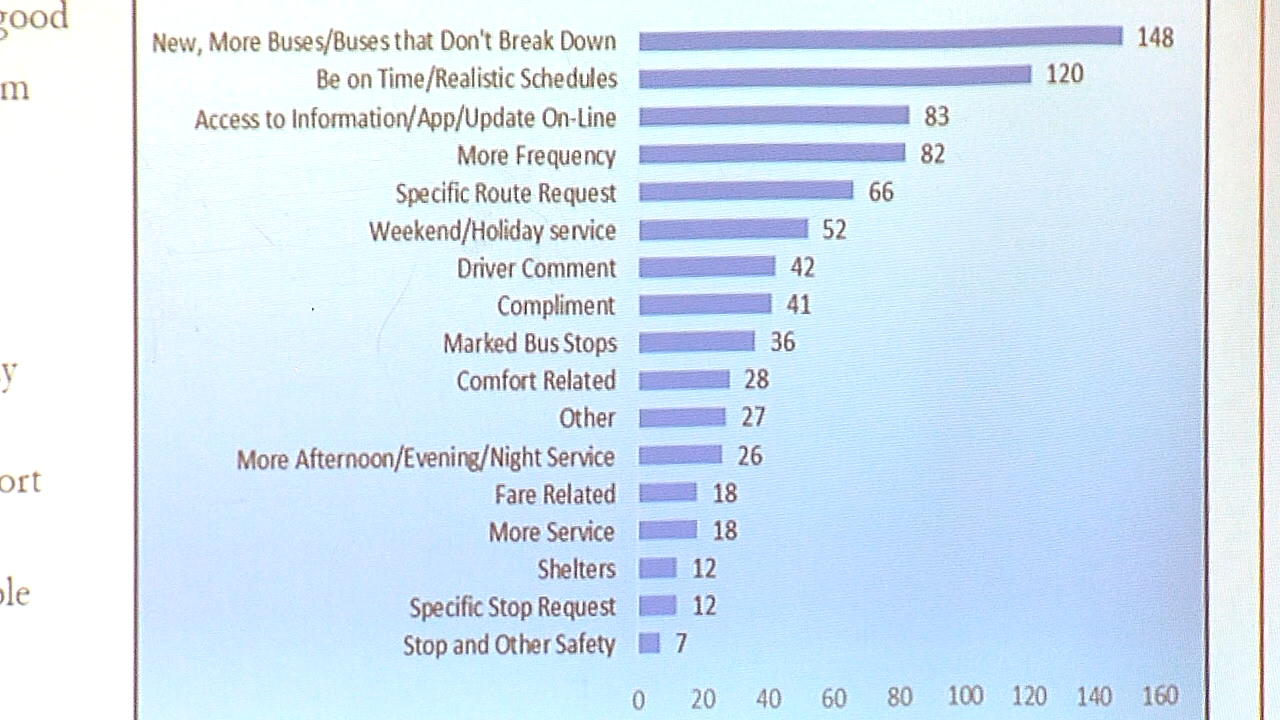 good
m
y
ort
ole
New, More Buses/Buses that Don't Break Down 148
Be on Time/Realistic Schedules 120
Access to Information/App/Update On-Line 83
More Frequency 82
Specific Route Request 66
Weekend/Holiday service 52
Driver Comment 42
Compliment 41
Marked Bus Stops 36
Comfort Related 28
Other 27
More Afternoon/Evening/Night Service 26
Fare Related 18
More Service 18
Shelters 12
Specific Stop Request 12
Stop and Other Safety 7
0 20 40 60 80 100 120 140 160